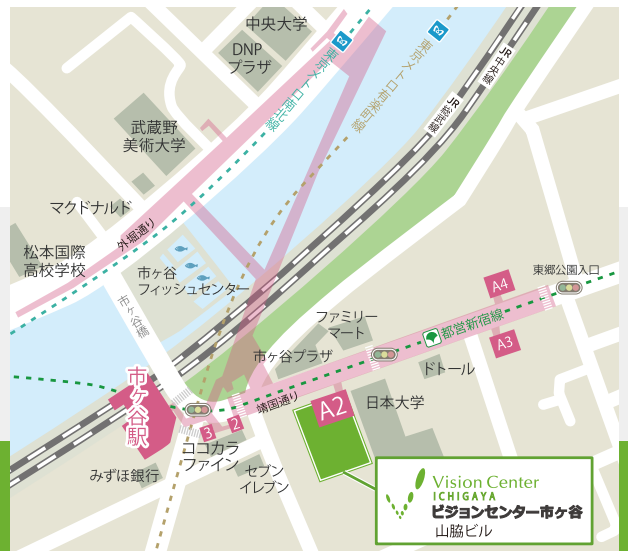 中央大学
DNP
プラザ
東京メトロ南北線
東京メトロ有楽町線
JR
中央線
JR
総武線
武蔵野
美術大学
マクドナルド
外堀通り
松本国際
高校学校
市ヶ谷
フィッシュセンター
市ヶ谷橋
東郷公園入口
A4
ファミリー
マート
都営新宿線
A3
市ヶ谷プラザ
ドトール
市ヶ谷駅
靖国通り
A2
日本大学
3
2
ココカラ
ファイン
みずほ銀行
セブン
イレブン
Vision Center
ICHIGAYA
ビジョンセンター市ヶ谷
山脇ビル